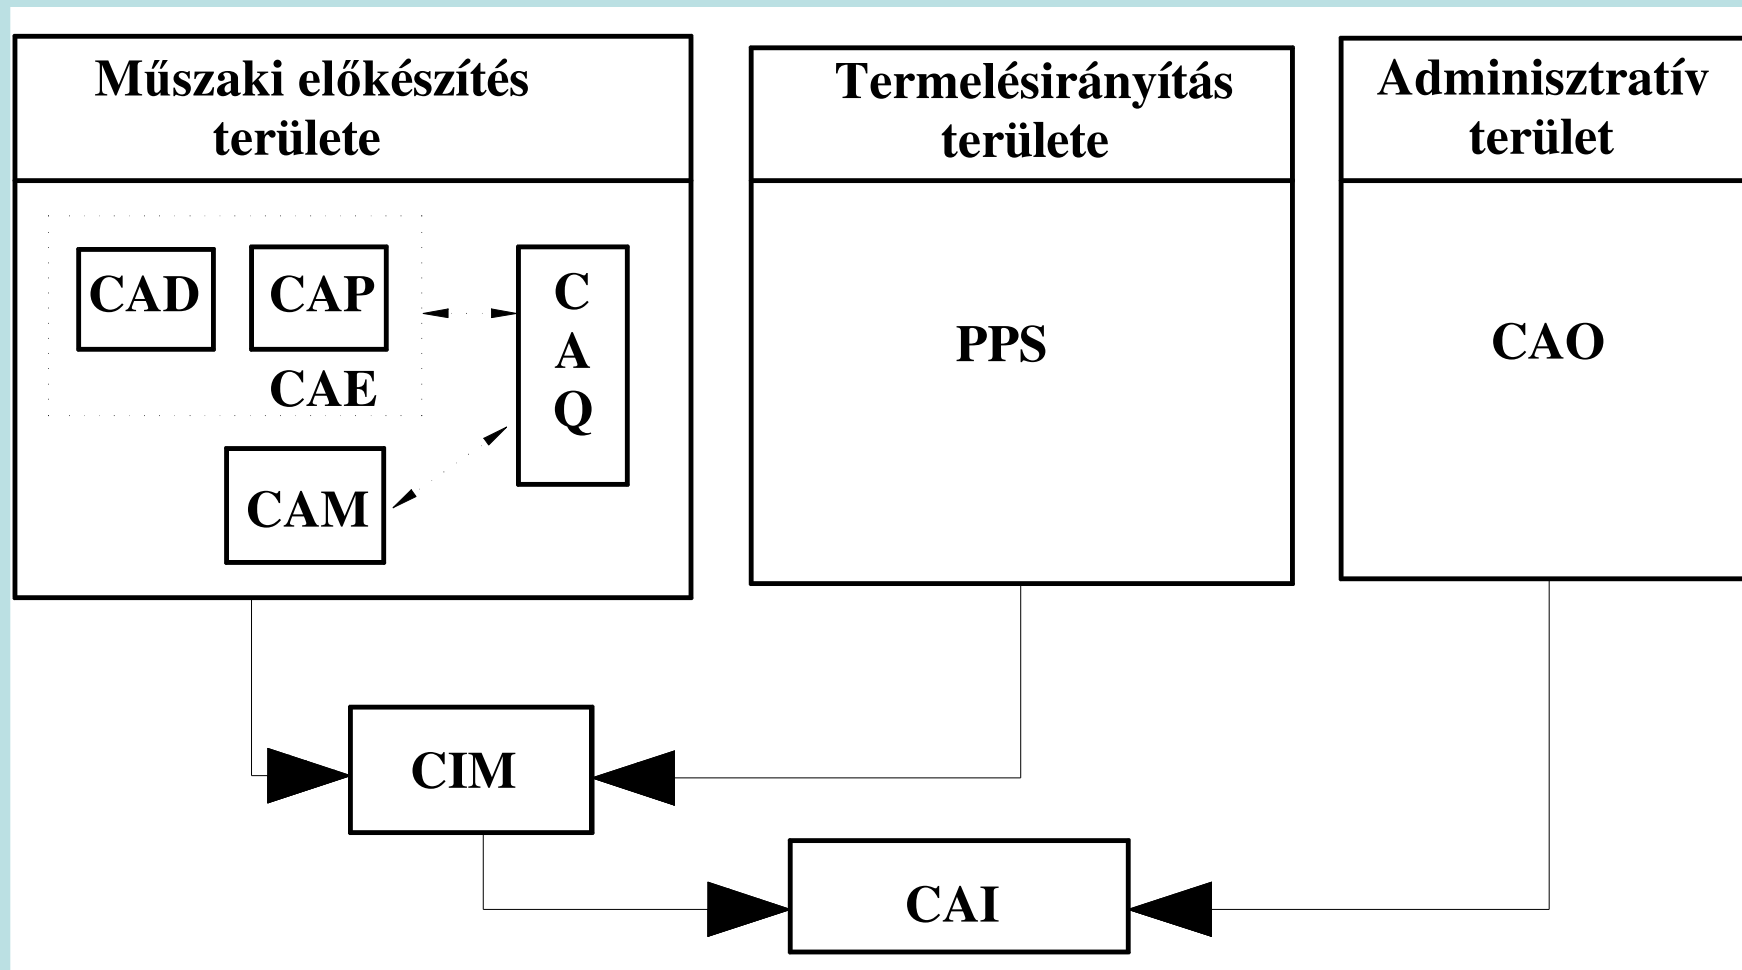 Műszaki előkészítés
területe
CAD
CAP
CAE
C
A
Q
CAM
Termelésirányítás
területe
PPS
Adminisztratív
terület
CAO
CIM
CAI